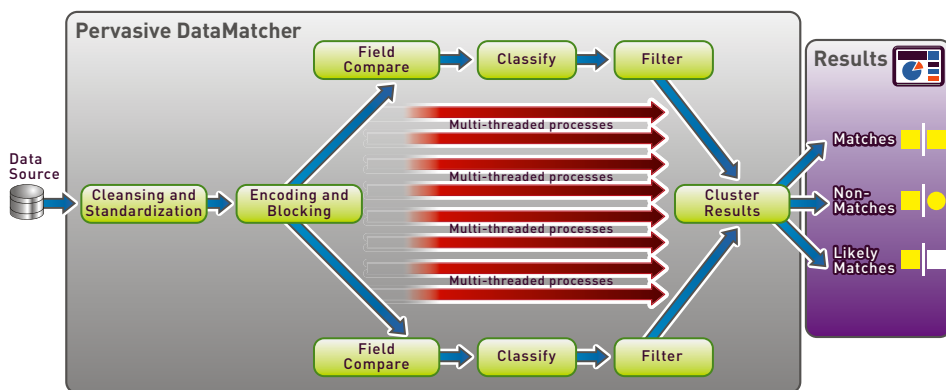 Pervasive DataMatcher
Field
Compare
Classify
Filter
Results
Multi-threaded processes
Matches
Data
Source
Multi-threaded processes
Cleansing and
Standardization
Encoding and
Blocking
Cluster
Results
Non-
Matches
Multi-threaded processes
Likely
Matches
Multi-threaded processes
Field
Compare
Classify
Filter